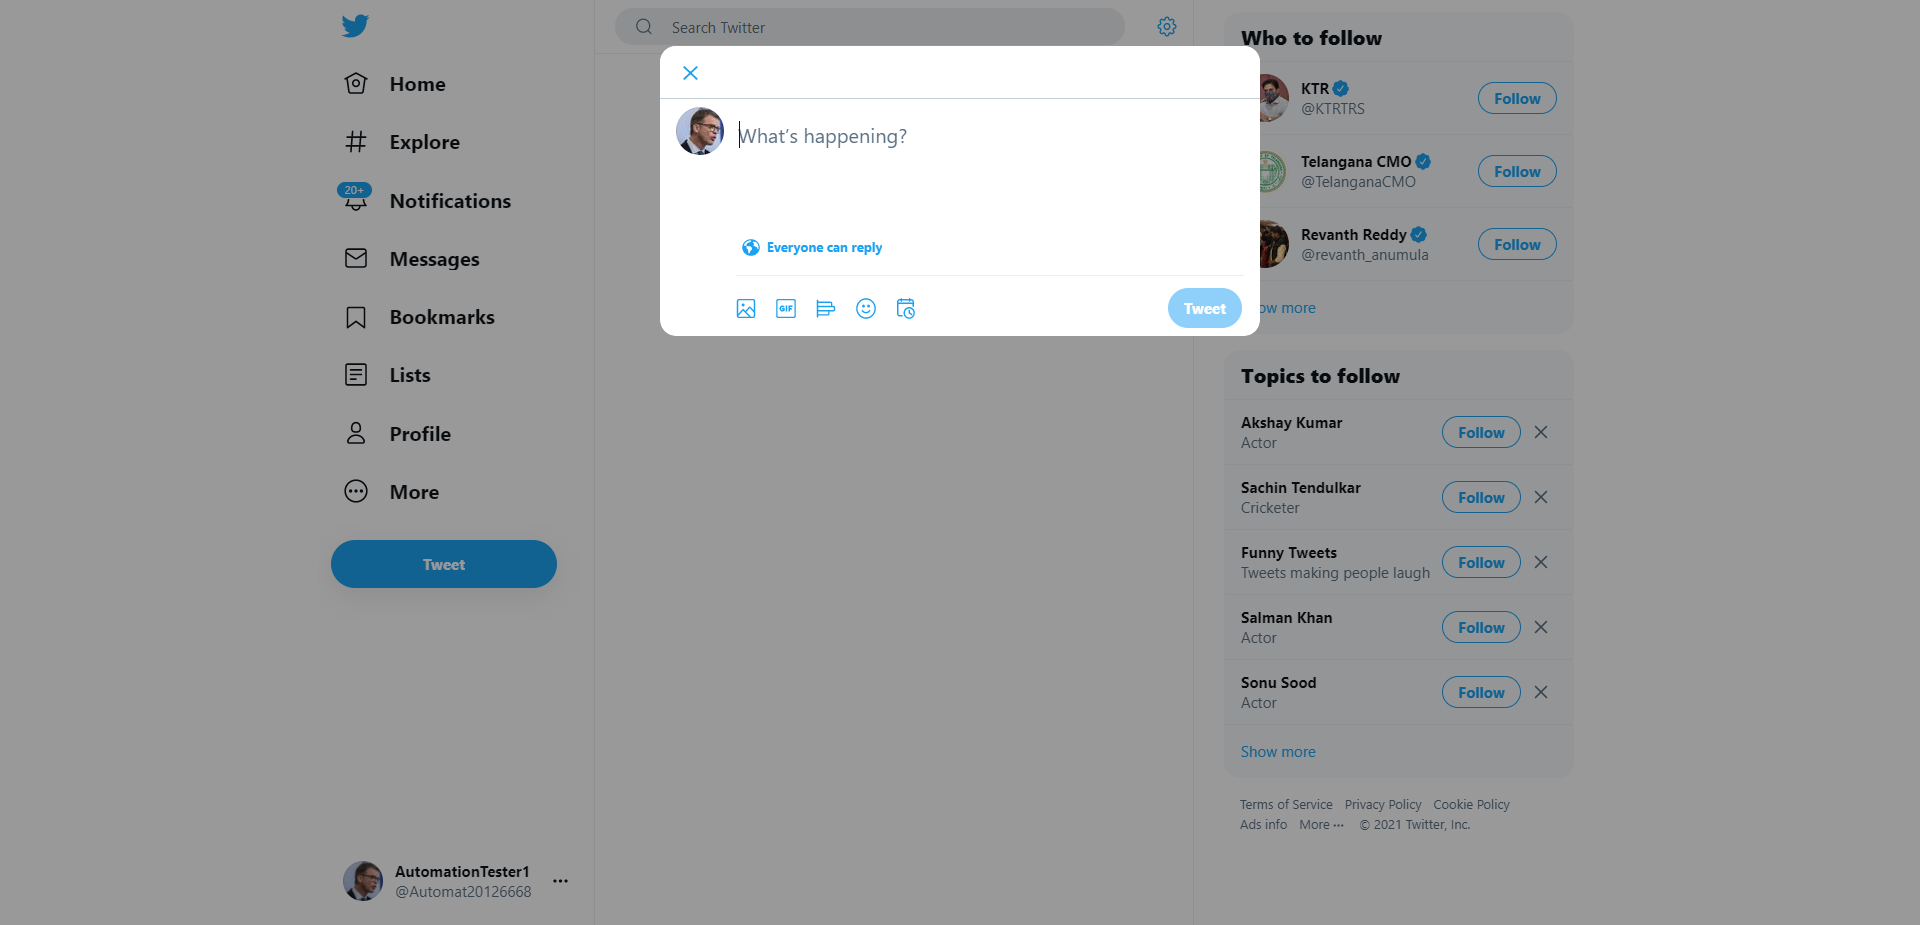 Home
Explore
20+
Notifications
Messages
Bookmarks
Lists
Profile
More
Tweet
AutomationTester1
@Automat20126668
Search Twitter
What's happening?
Everyone can reply
GIF
Tweet
Who to follow
KTR
@KTRTRS
Follow
Telangana CMO
@TelanganaCMO
Follow
Revanth Reddy
@revanth_anumula
Follow
ow more
Topics to follow
Akshay Kumar
Actor
Follow
Sachin Tendulkar
Cricketer
Follow
Funny Tweets
Tweets making people laugh
Follow
Salman Khan
Actor
Follow
Sonu Sood
Actor
Follow
Show more
Terms of Service Privacy Policy Cookie Policy
Ads info More ··· © 2021 Twitter, Inc.